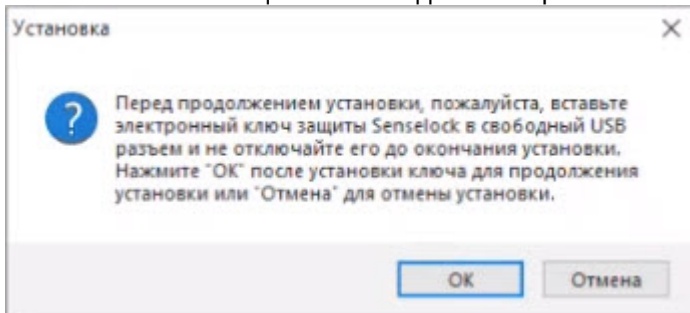 Установка
Перед продолжением установки, пожалуйста, вставьте
электронный ключ защиты Senselock в свободный USB
разъем и не отключайте его до окончания установки.
Нажмите "ОК" после установки ключа для продолжения
установки или "Отмена" для отмены установки.
ОК
Отмена